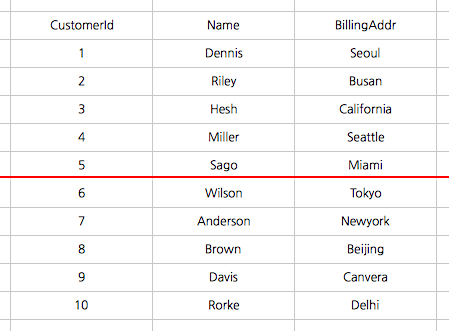 CustomerId Name BillingAddr
1 Dennis Seoul
2 Riley Busan
3 Hesh California
4 Miller Seattle
5 Sago Miami
6 Wilson Tokyo
7 Anderson Newyork
8 Brown Beijing
9 Davis Canvera
10 Rorke Delhi